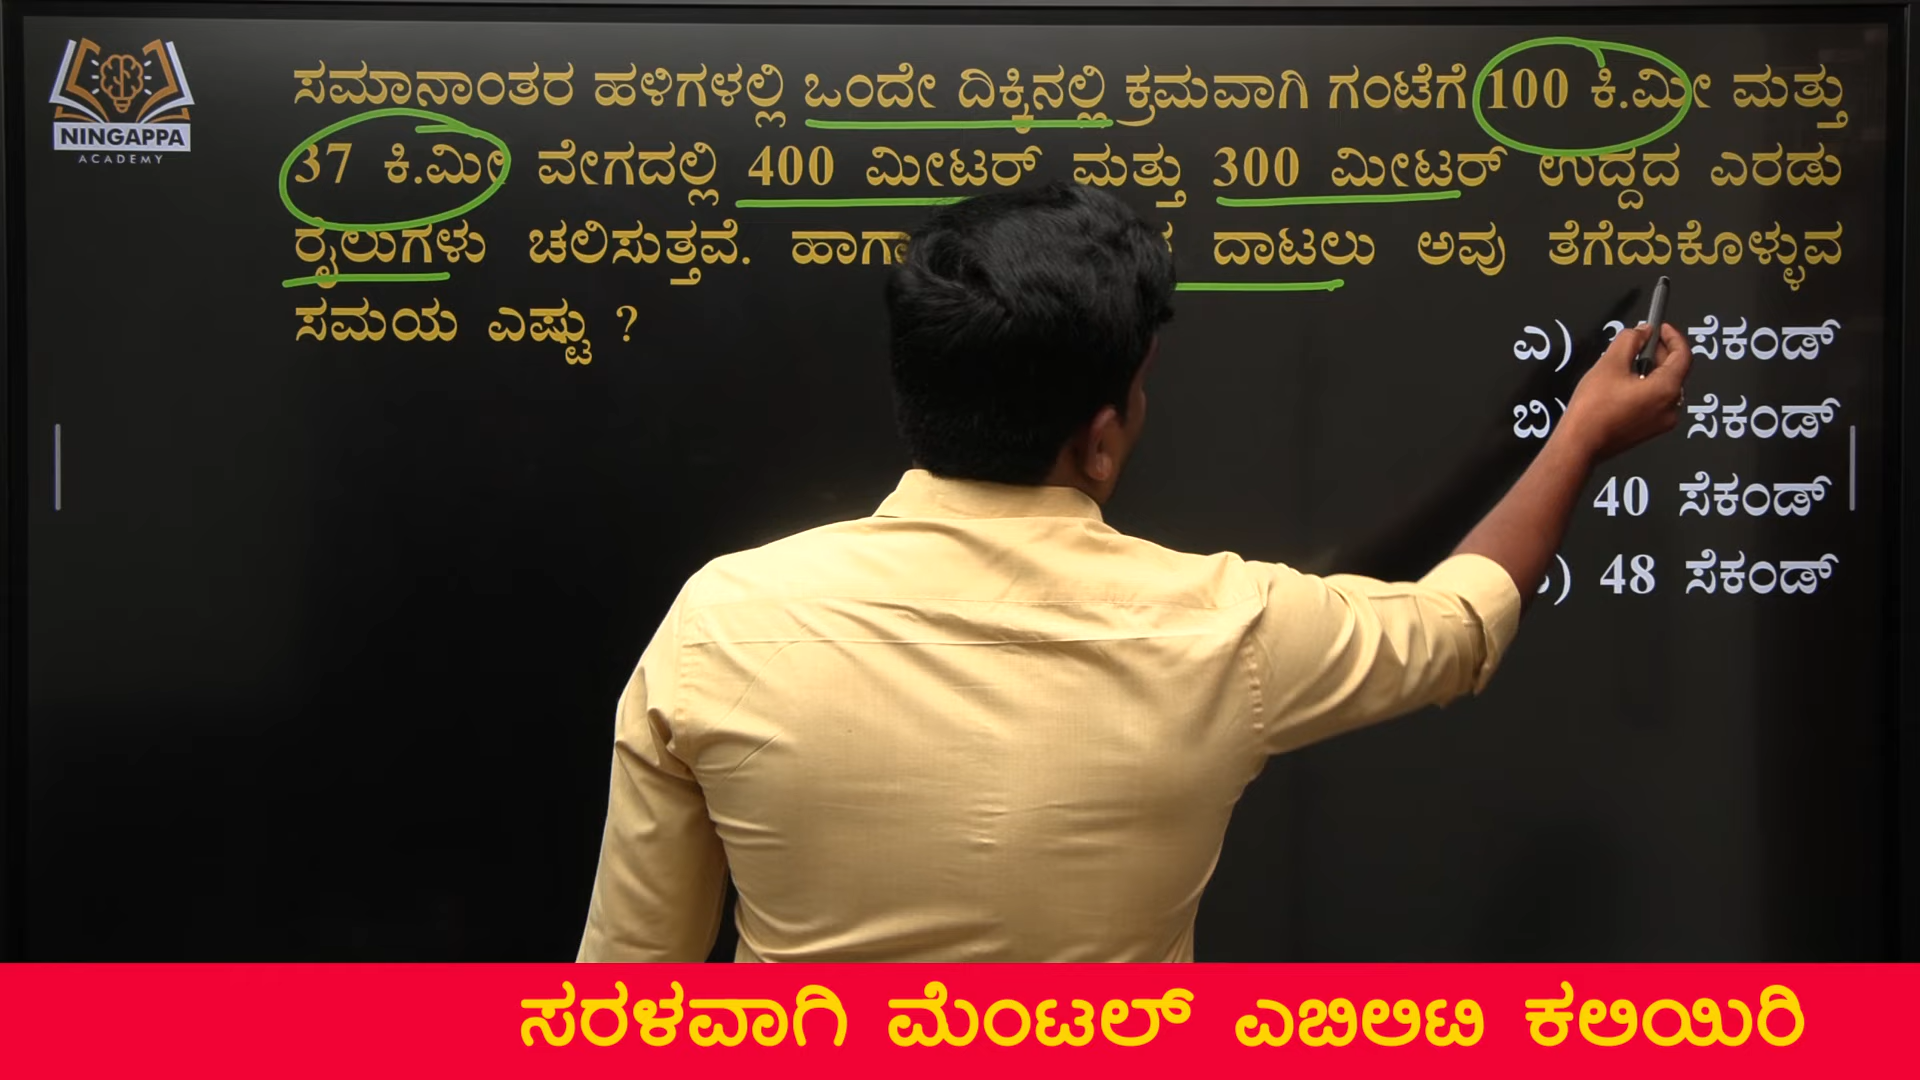 NINGAPPA
ACADEMY
ಸಮಾನಾಂತರ ಹಳಿಗಳಲ್ಲಿ ಒಂದೇ ದಿಕ್ಕಿನಲ್ಲಿ ಕ್ರಮವಾಗಿ ಗಂಟೆಗೆ 100 ಕಿ.ಮೀ ಮತ್ತು
37 ಕಿ.ಮೀ ವೇಗದಲ್ಲಿ 400 ಮೀಟರ್ ಮತ್ತು 300 ಮೀಟರ್ ಉದ್ದದ ಎರಡು
ರೈಲುಗಳು ಚಲಿಸುತ್ತವೆ. ದಾಟಲು ಅವು ತೆಗೆದುಕೊಳ್ಳುವ
ಸಮಯ ಎಷ್ಟು ?
ಎ) ಸೆಕಂಡ್
ಬಿ) ಸೆಕಂಡ್
40 ಸೆಕಂಡ್
48 ಸೆಕಂಡ್
ಸರಳವಾಗಿ ಮೆಂಟಲ್ ಎಬಿಲಿಟಿ ಕಲಿಯಿರಿ